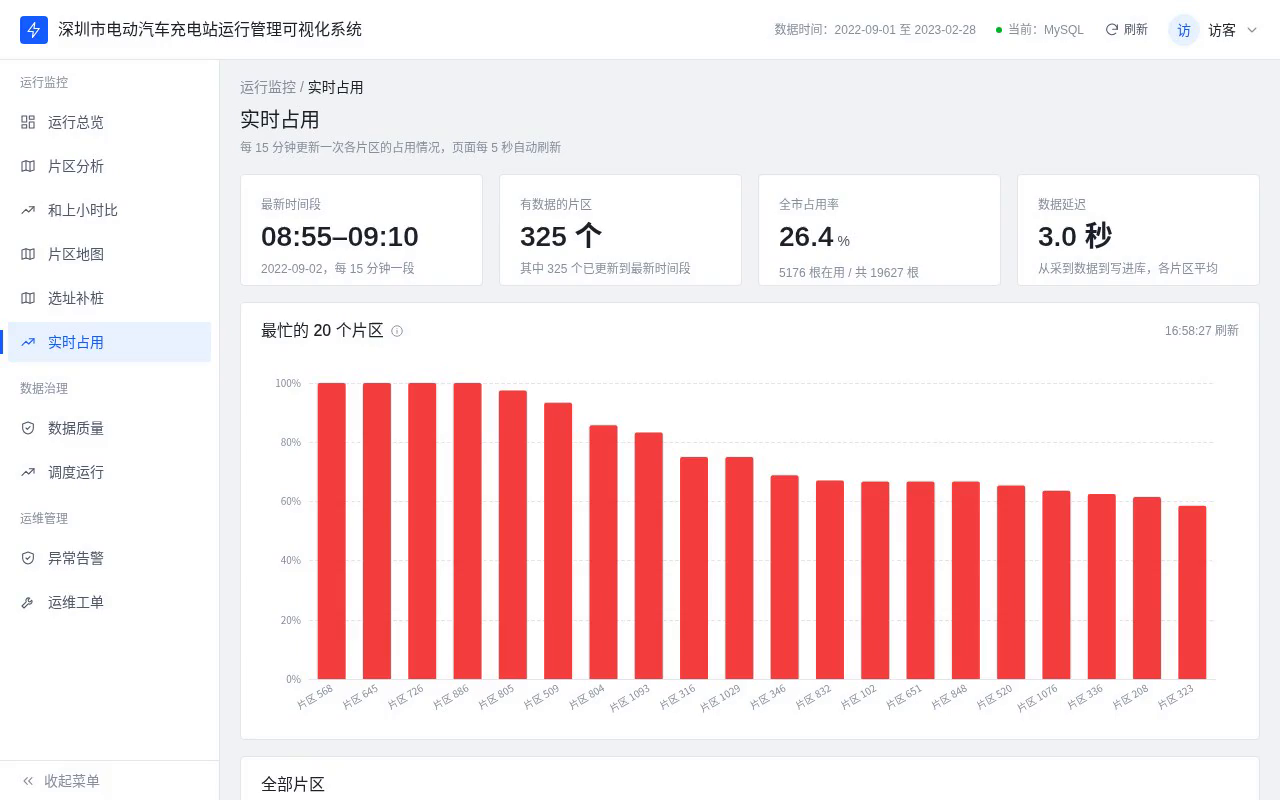 深圳市电动汽车充电站运行管理可视化系统
数据时间：2022-09-01 至 2023-02-28
当前：MySQL
刷新
访
访客
运行监控
运行总览
片区分析
和上小时比
片区地图
选址补桩
实时占用
数据治理
数据质量
调度运行
运维管理
异常告警
运维工单
收起菜单
运行监控 / 实时占用
实时占用
每 15 分钟更新一次各片区的占用情况，页面每 5 秒自动刷新
最新时间段
08:55–09:10
2022-09-02，每 15 分钟一段
有数据的片区
325 个
其中 325 个已更新到最新时间段
全市占用率
26.4 %
5176 根在用 / 共 19627 根
数据延迟
3.0 秒
从采到数据到写进库，各片区平均
最忙的 20 个片区
16:58:27 刷新
100%
80%
60%
40%
20%
0%
片区 568
片区 645
片区 726
片区 886
片区 805
片区 509
片区 804
片区 1093
片区 316
片区 1029
片区 346
片区 832
片区 102
片区 651
片区 848
片区 520
片区 1076
片区 336
片区 208
片区 323
全部片区